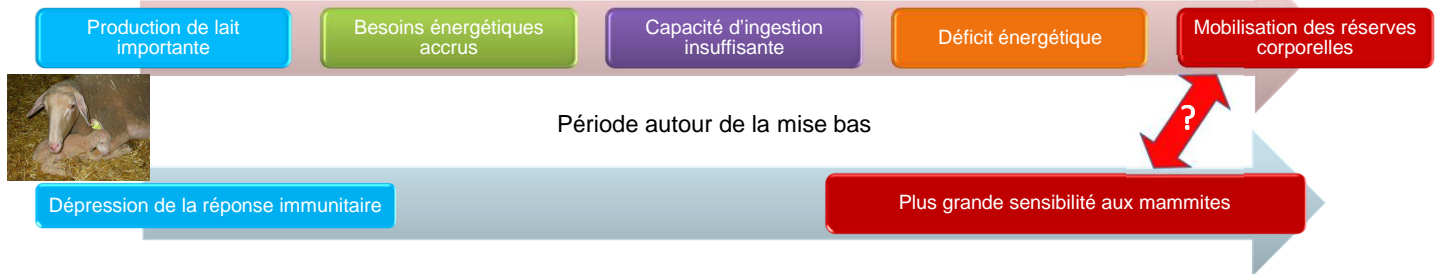 Production de lait
importante
Besoins énergétiques
accrus
Capacité d'ingestion
insuffisante
Déficit énergétique
Mobilisation des réserves
corporelles
?
Période autour de la mise bas
Dépression de la réponse immunitaire
Plus grande sensibilité aux mammites